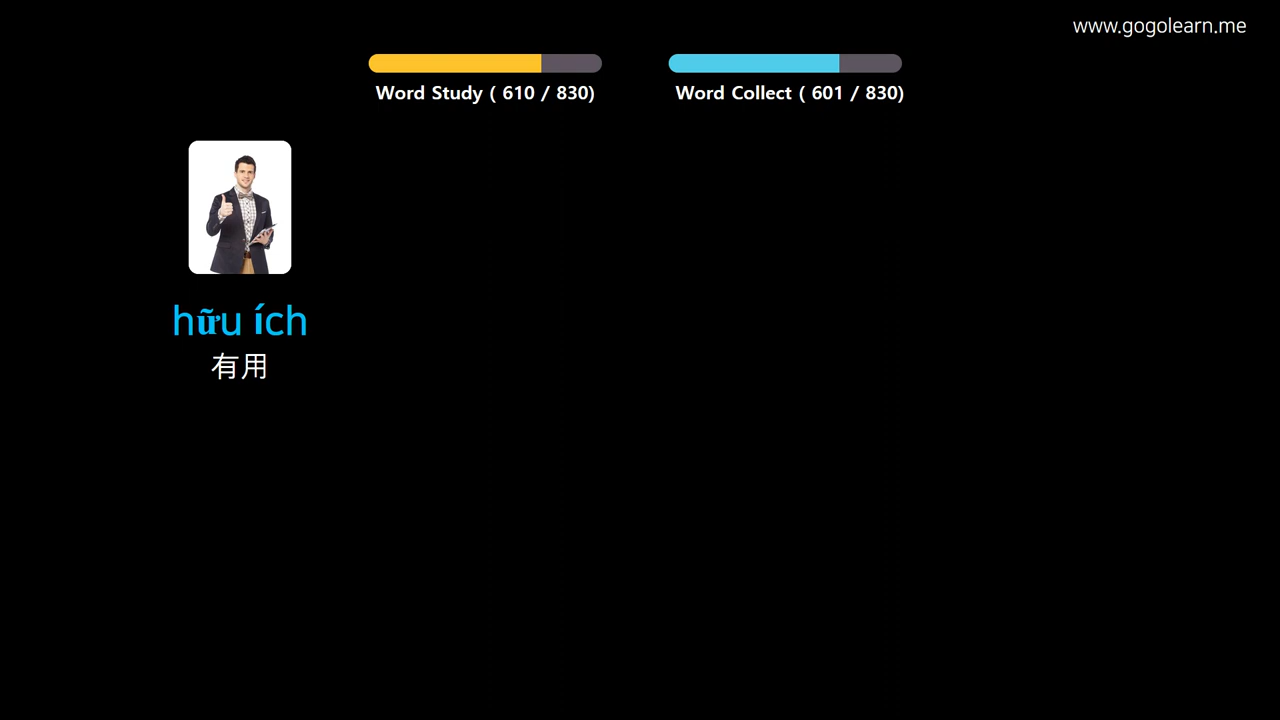 www.gogolearn.me
Word Study ( 610 / 830)
Word Collect ( 601 / 830)
hữu ích
有用